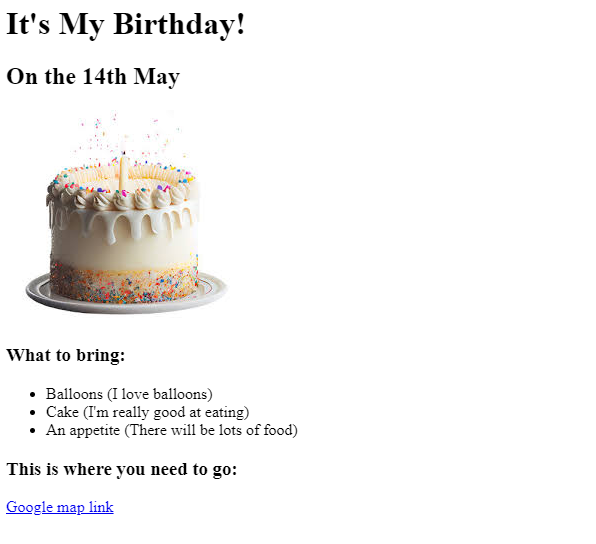 It's My Birthday!
On the 14th May
What to bring:
Balloons (I love balloons)
Cake (I'm really good at eating)
An appetite (There will be lots of food)
This is where you need to go:
Google map link